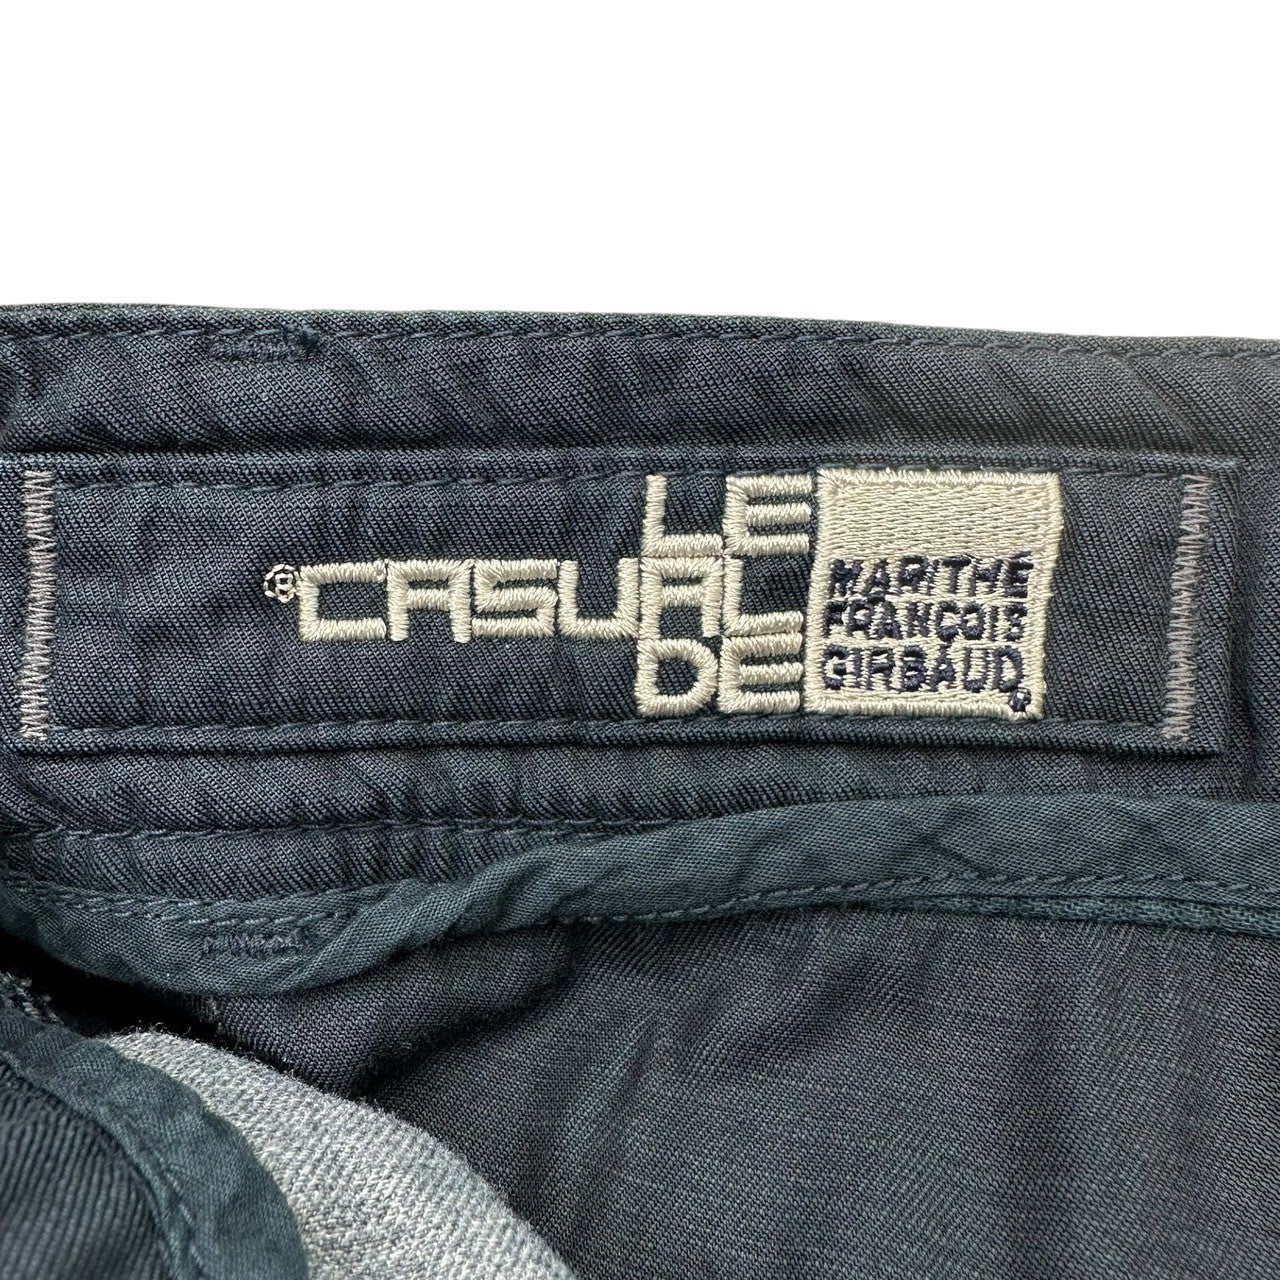 LE
®CASUAL
DE
MARITHE
FRANÇOIS
GIRBAUD®